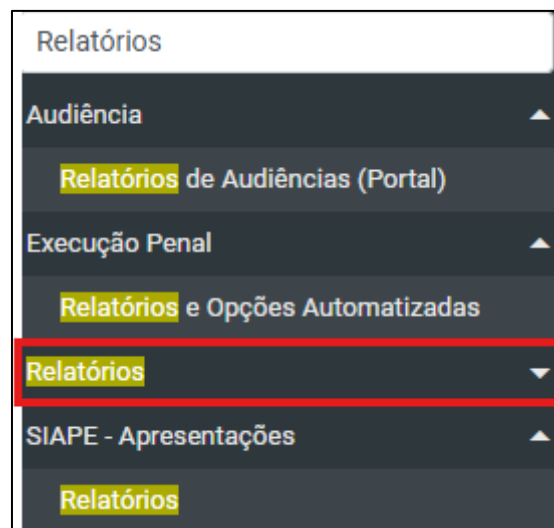 Relatórios
Audiência
Relatórios de Audiências (Portal)
Execução Penal
Relatórios e Opções Automatizadas
Relatórios
SIAPE - Apresentações
Relatórios